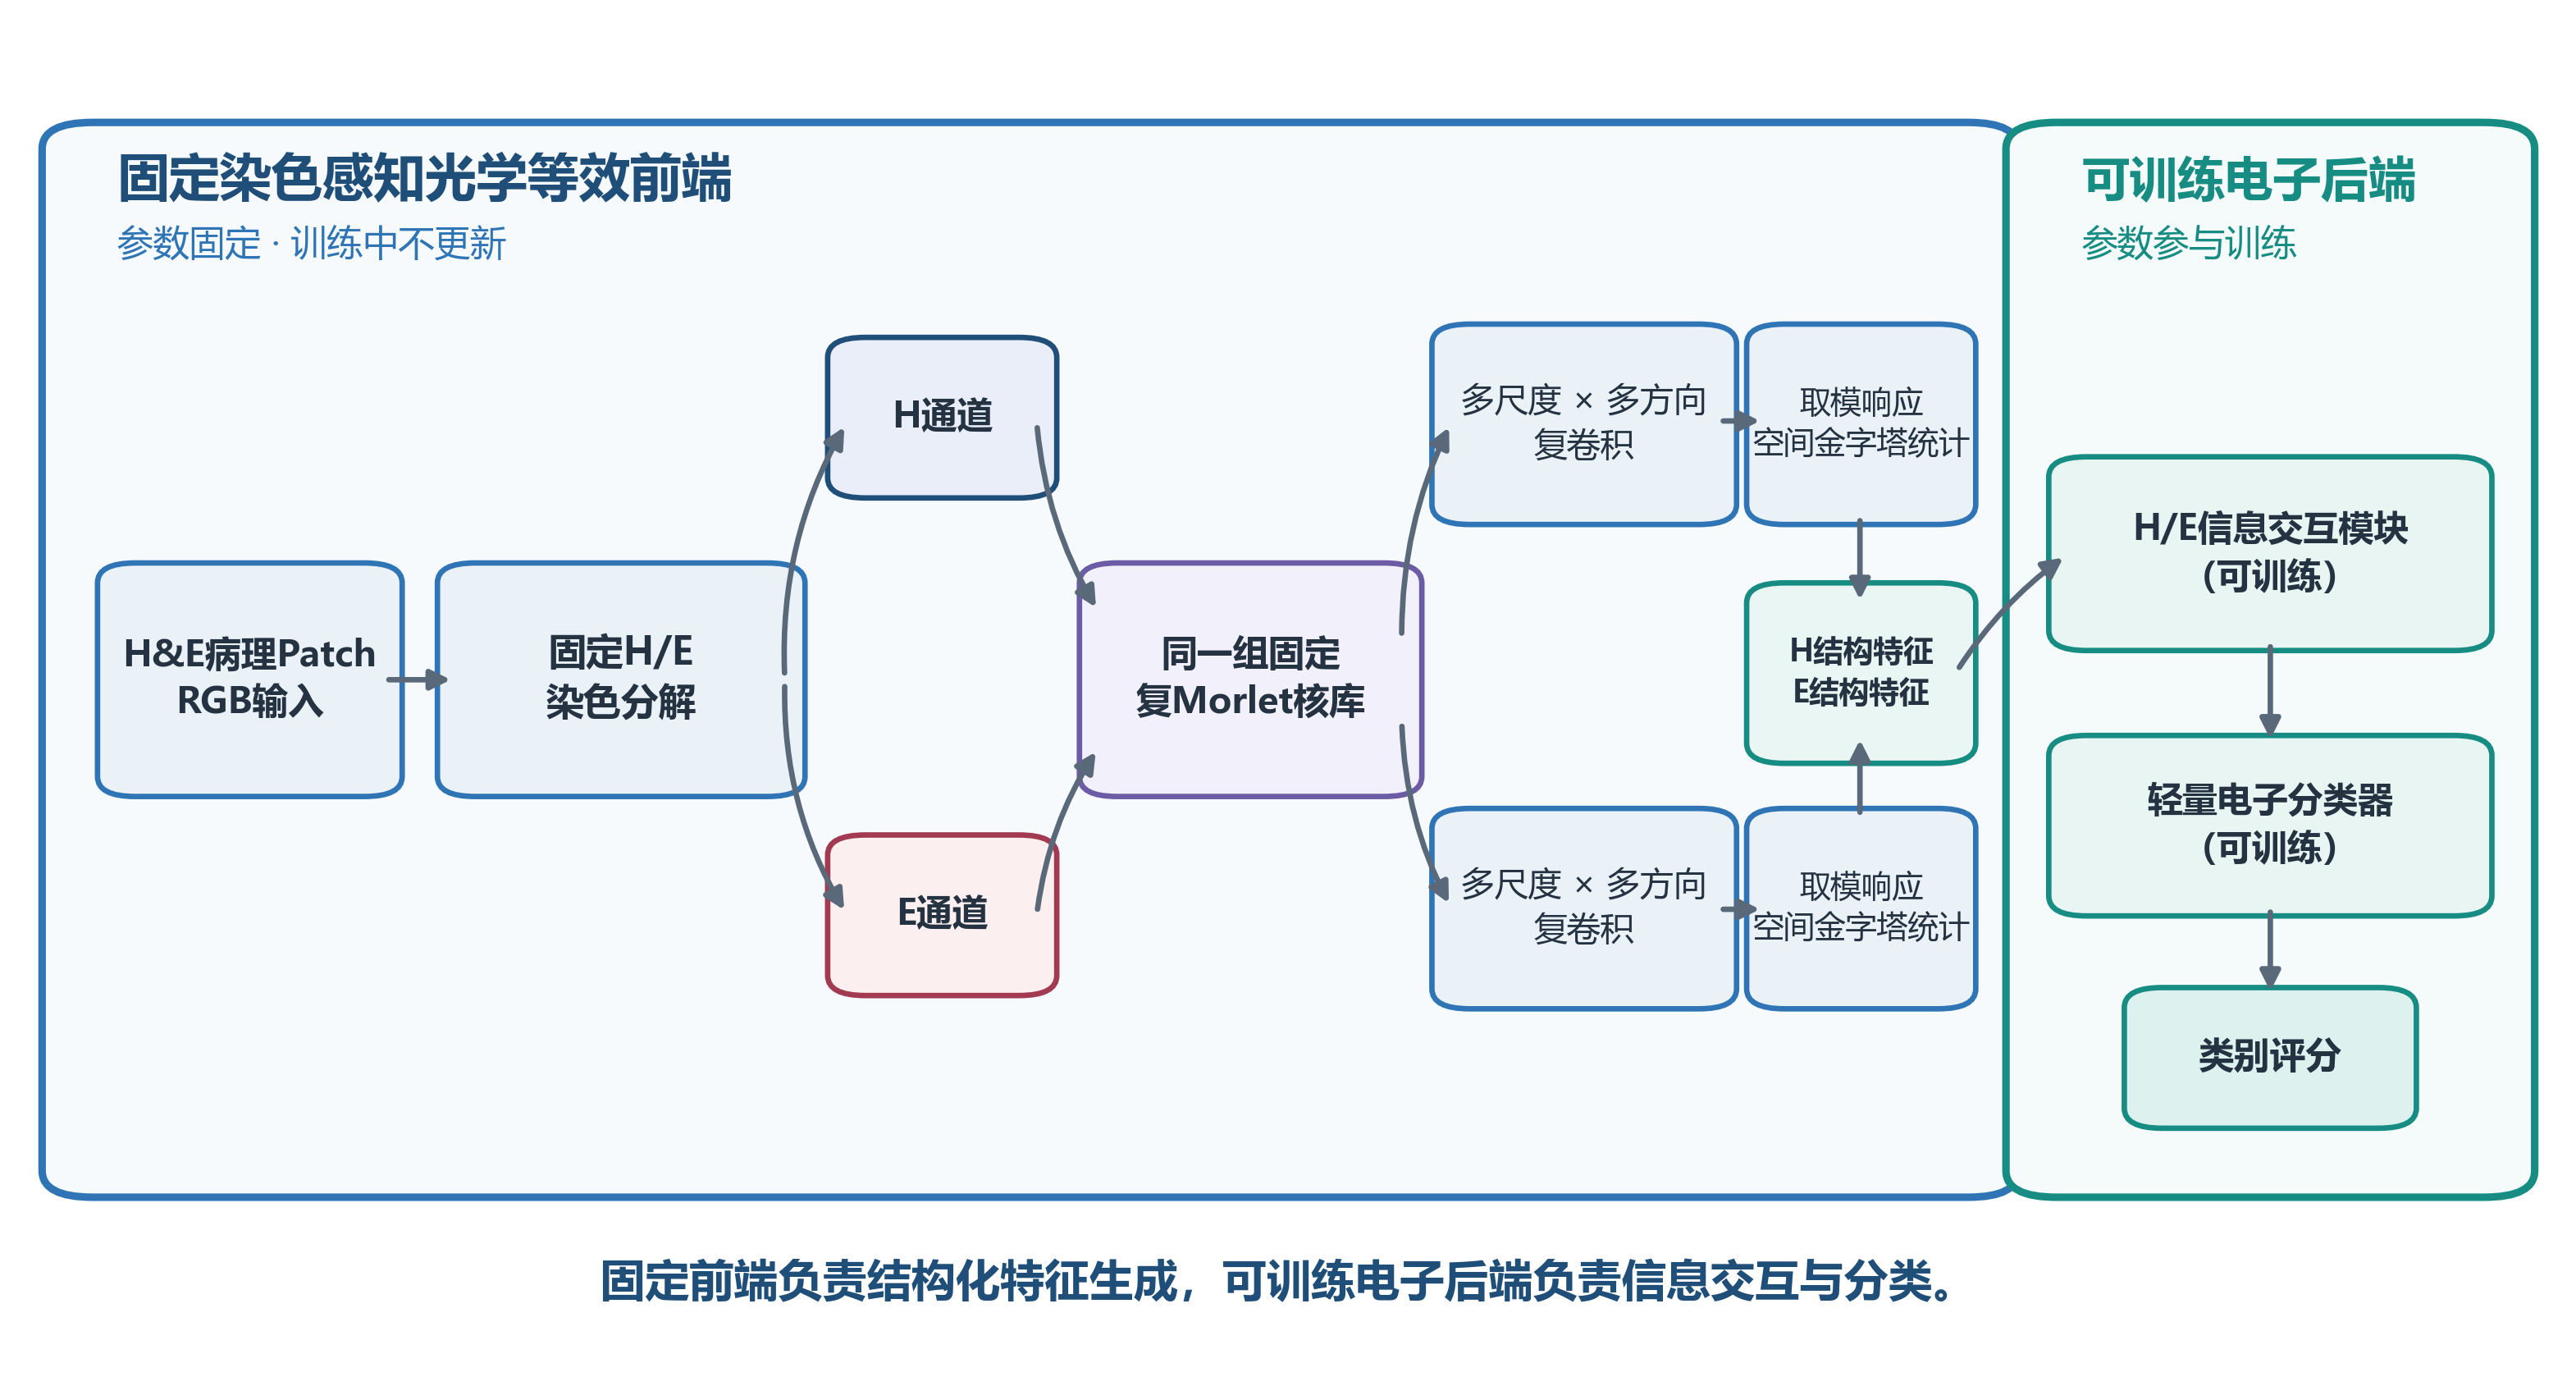 固定染色感知光学等效前端
参数固定 · 训练中不更新
H&E病理Patch
RGB输入
固定H/E
染色分解
H通道
E通道
同一组固定
复Morlet核库
多尺度 × 多方向
复卷积
取模响应
空间金字塔统计
H结构特征
E结构特征
多尺度 × 多方向
复卷积
取模响应
空间金字塔统计
可训练电子后端
参数参与训练
H/E信息交互模块
(可训练)
轻量电子分类器
(可训练)
类别评分
固定前端负责结构化特征生成，可训练电子后端负责信息交互与分类。